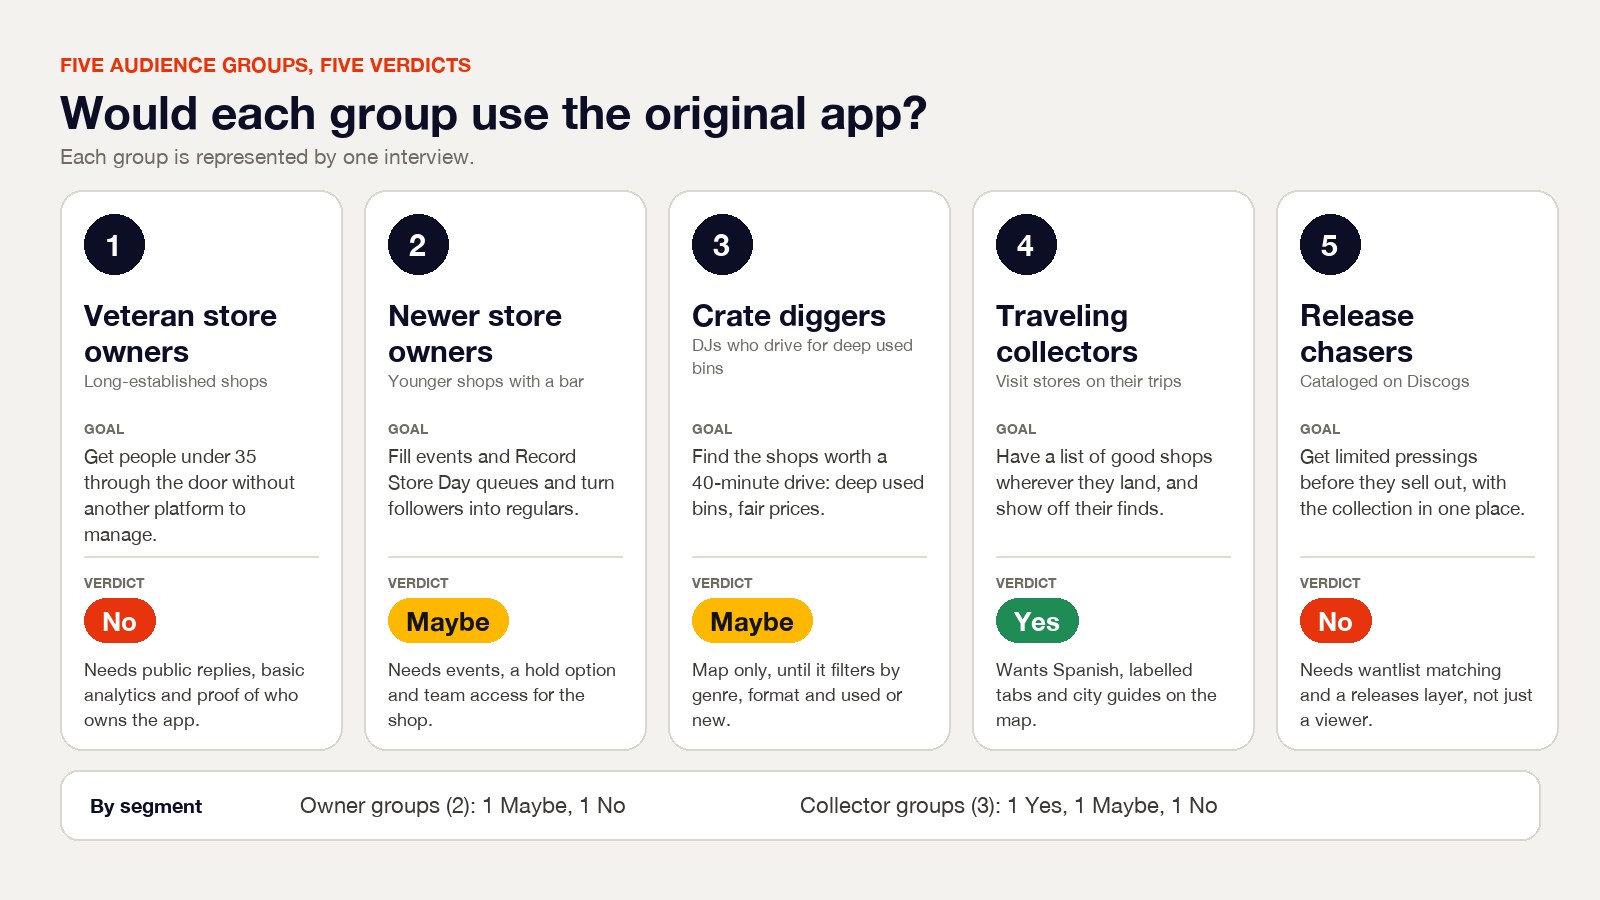 FIVE AUDIENCE GROUPS, FIVE VERDICTS
Would each group use the original app?
Each group is represented by one interview.
1
Veteran store
owners
Long-established shops
GOAL
Get people under 35
through the door without
another platform to
manage.
VERDICT
No
Needs public replies, basic
analytics and proof of who
owns the app.
2
Newer store
owners
Younger shops with a bar
GOAL
Fill events and Record
Store Day queues and turn
followers into regulars.
VERDICT
Maybe
Needs events, a hold option
and team access for the
shop.
3
Crate diggers
DJs who drive for deep used
bins
GOAL
Find the shops worth a
40-minute drive: deep used
bins, fair prices.
VERDICT
Maybe
Map only, until it filters by
genre, format and used or
new.
4
Traveling
collectors
Visit stores on their trips
GOAL
Have a list of good shops
wherever they land, and
show off their finds.
VERDICT
Yes
Wants Spanish, labelled
tabs and city guides on the
map.
5
Release
chasers
Cataloged on Discogs
GOAL
Get limited pressings
before they sell out, with
the collection in one place.
VERDICT
No
Needs wantlist matching
and a releases layer, not just
a viewer.
By segment
Owner groups (2): 1 Maybe, 1 No
Collector groups (3): 1 Yes, 1 Maybe, 1 No